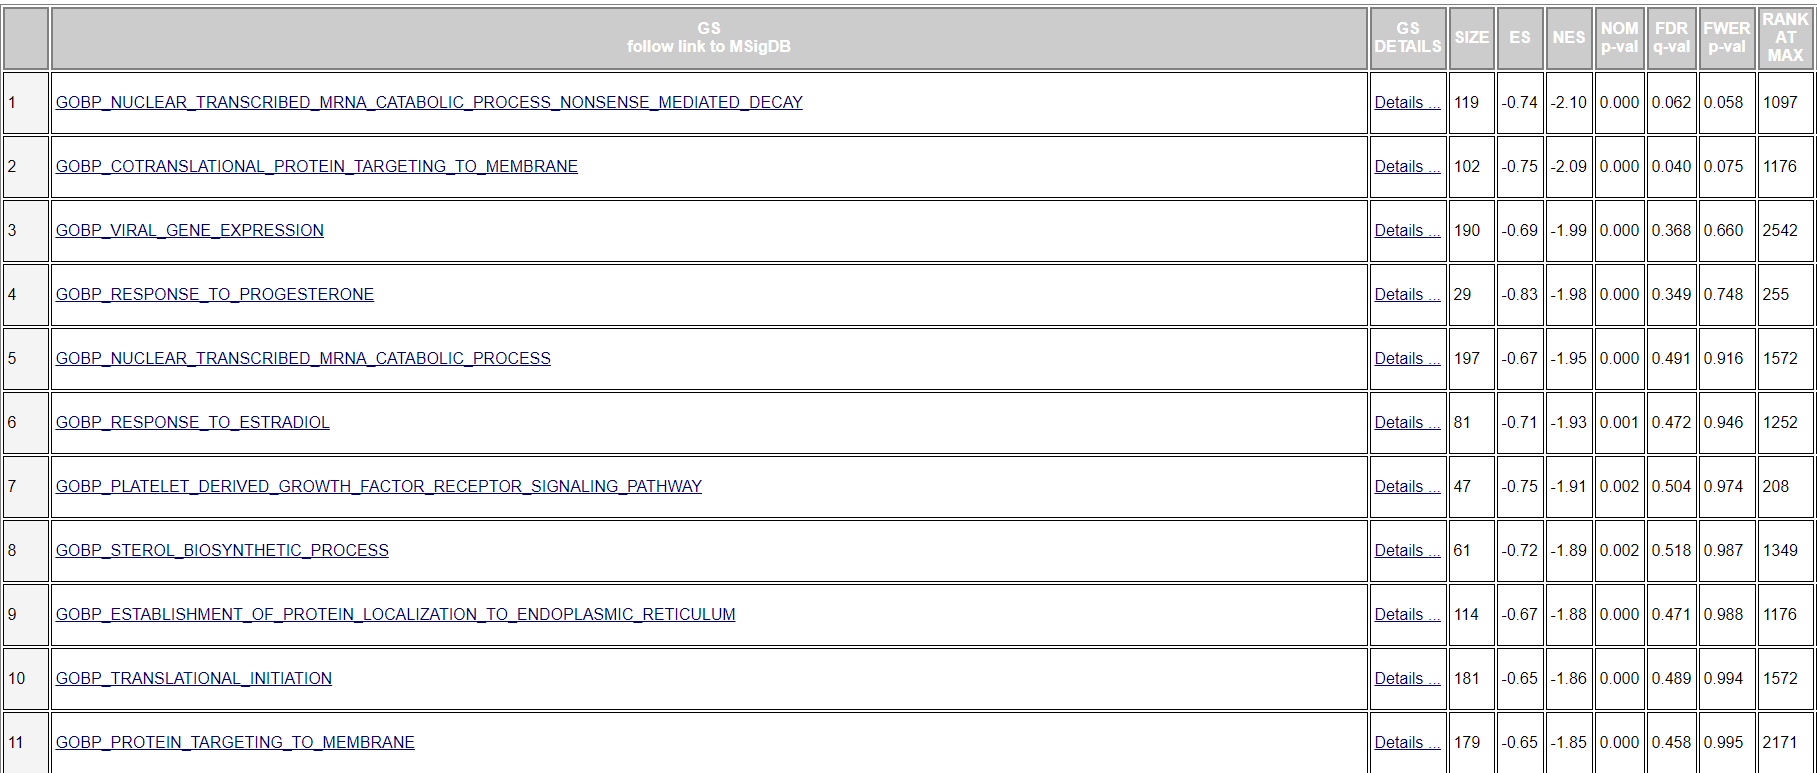 GS
follow link to MSigDB
GS
DETAILS
SIZE
ES
NES
NOM
p-val
FDR
q-val
FWER
p-val
RANK
AT
MAX
1 GOBP_NUCLEAR_TRANSCRIBED_MRNA_CATABOLIC_PROCESS_NONSENSE_MEDIATED_DECAY Details ... 119 -0.74 -2.10 0.000 0.062 0.058 1097
2 GOBP_COTRANSLATIONAL_PROTEIN_TARGETING_TO_MEMBRANE Details ... 102 -0.75 -2.09 0.000 0.040 0.075 1176
3 GOBP_VIRAL_GENE_EXPRESSION Details ... 190 -0.69 -1.99 0.000 0.368 0.660 2542
4 GOBP_RESPONSE_TO_PROGESTERONE Details ... 29 -0.83 -1.98 0.000 0.349 0.748 255
5 GOBP_NUCLEAR_TRANSCRIBED_MRNA_CATABOLIC_PROCESS Details ... 197 -0.67 -1.95 0.000 0.491 0.916 1572
6 GOBP_RESPONSE_TO_ESTRADIOL Details ... 81 -0.71 -1.93 0.001 0.472 0.946 1252
7 GOBP_PLATELET_DERIVED_GROWTH_FACTOR_RECEPTOR_SIGNALING_PATHWAY Details ... 47 -0.75 -1.91 0.002 0.504 0.974 208
8 GOBP_STEROL_BIOSYNTHETIC_PROCESS Details ... 61 -0.72 -1.89 0.002 0.518 0.987 1349
9 GOBP_ESTABLISHMENT_OF_PROTEIN_LOCALIZATION_TO_ENDOPLASMIC_RETICULUM Details ... 114 -0.67 -1.88 0.000 0.471 0.988 1176
10 GOBP_TRANSLATIONAL_INITIATION Details ... 181 -0.65 -1.86 0.000 0.489 0.994 1572
11 GOBP_PROTEIN_TARGETING_TO_MEMBRANE Details ... 179 -0.65 -1.85 0.000 0.458 0.995 2171